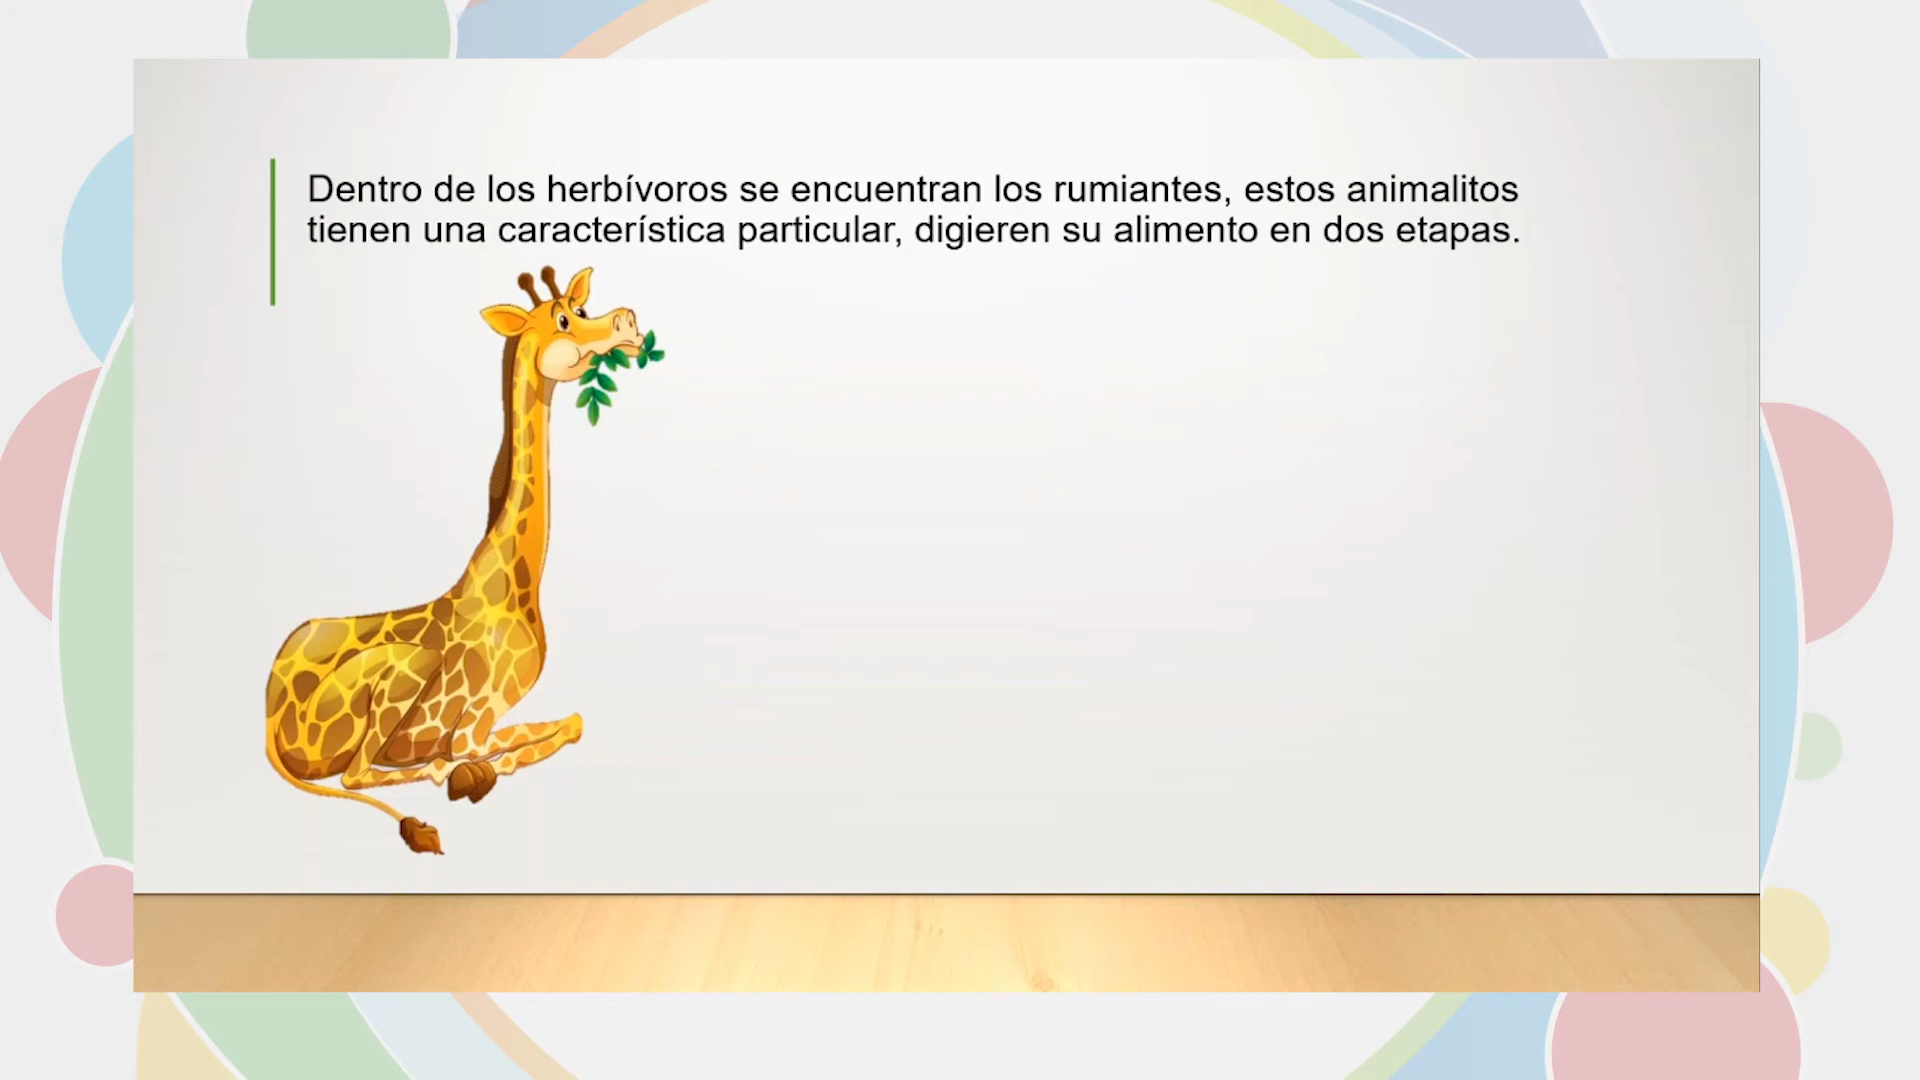 Dentro de los herbívoros se encuentran los rumiantes, estos animalitos
tienen una característica particular, digieren su alimento en dos etapas.